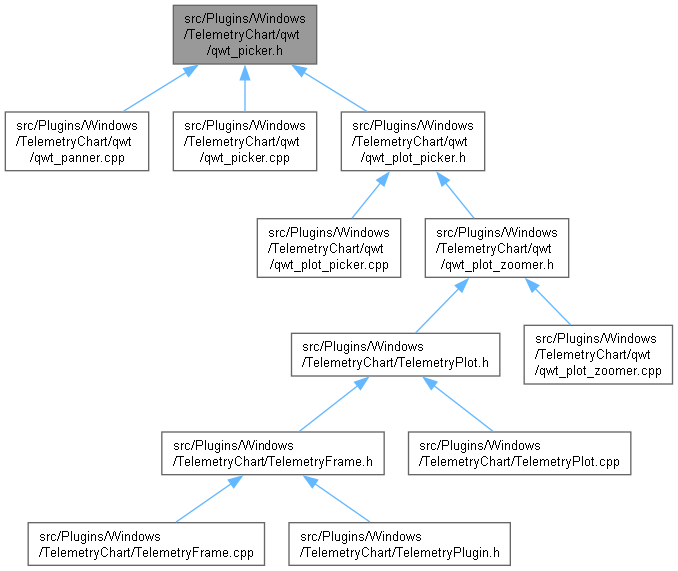 src/Plugins/Windows
/TelemetryChart/qwt
/qwt_picker.h
src/Plugins/Windows
/TelemetryChart/qwt
/qwt_panner.cpp
src/Plugins/Windows
/TelemetryChart/qwt
/qwt_picker.cpp
src/Plugins/Windows
/TelemetryChart/qwt
/qwt_plot_picker.h
src/Plugins/Windows
/TelemetryChart/qwt
/qwt_plot_picker.cpp
src/Plugins/Windows
/TelemetryChart/qwt
/qwt_plot_zoomer.h
src/Plugins/Windows
/TelemetryChart/TelemetryPlot.h
src/Plugins/Windows
/TelemetryChart/qwt
/qwt_plot_zoomer.cpp
src/Plugins/Windows
/TelemetryChart/TelemetryFrame.h
src/Plugins/Windows
/TelemetryChart/TelemetryPlot.cpp
src/Plugins/Windows
/TelemetryChart/TelemetryFrame.cpp
src/Plugins/Windows
/TelemetryChart/TelemetryPlugin.h